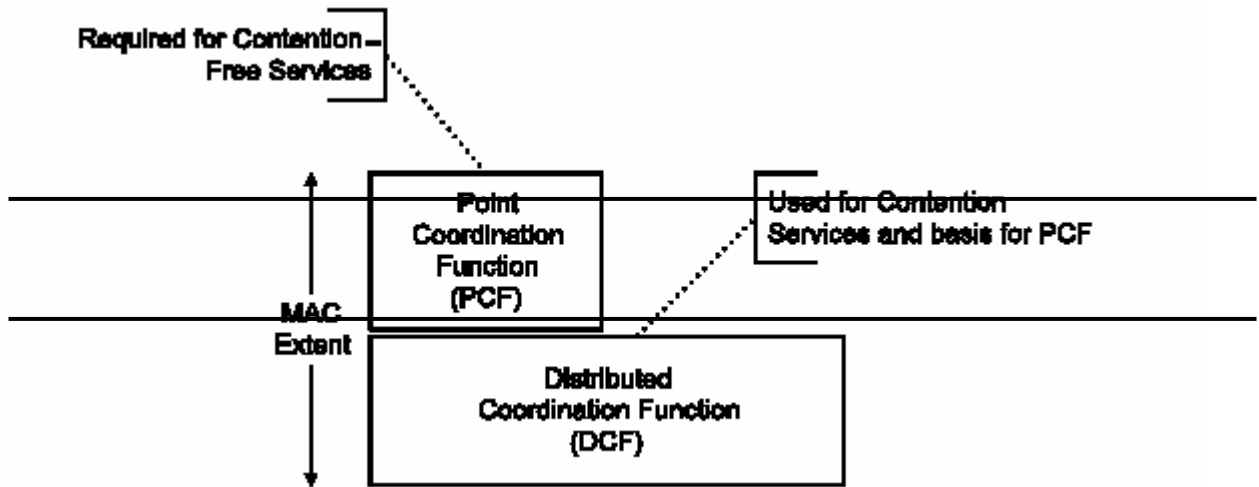 Required for Contention –
Free Services
Point
Coordination
Function
(PCF)
Used for Contention
Services and basis for PCF
MAC
Extent
Distributed
Coordination Function
(DCF)